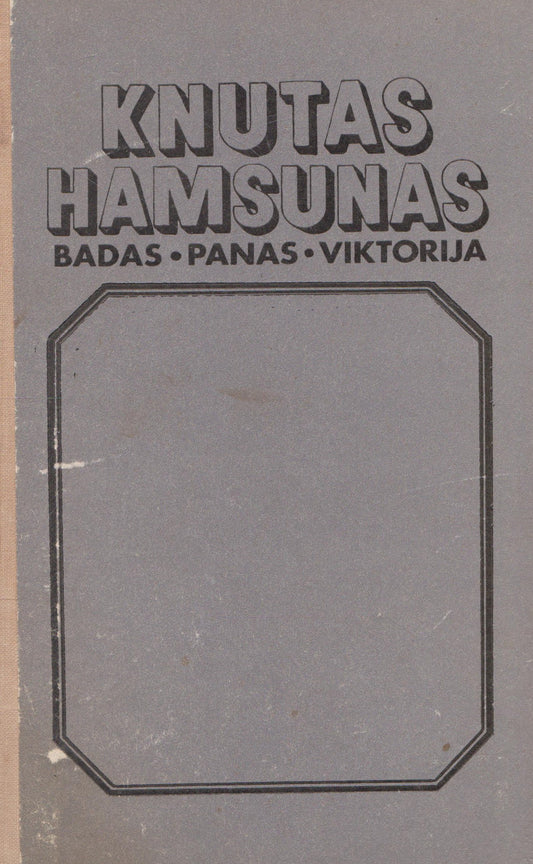 KNUTAS
HAMSUNAS
BADAS • PANAS • VIKTORIJA